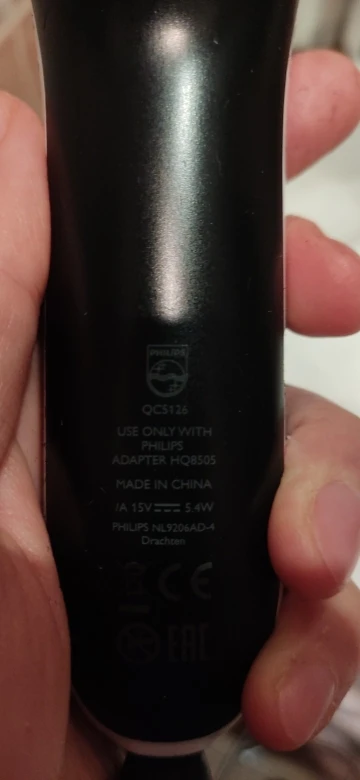 PHILIPS
QC5126
USE ONLY WITH
PHILIPS
ADAPTER HQ8505
MADE IN CHINA
/A 15V 5.4W
PHILIPS NL9206AD-4
Drachten
CE
EAC